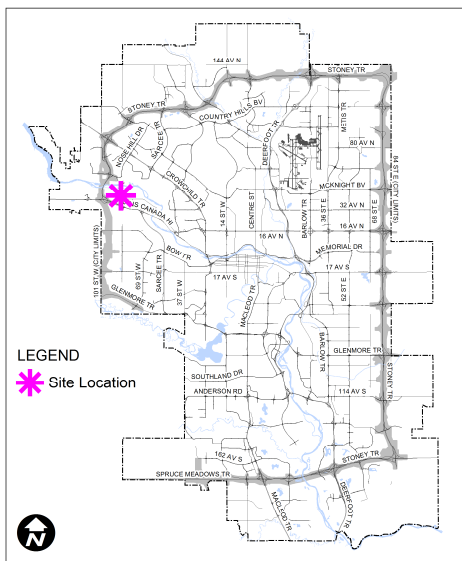 144 AV N
STONEY TR
STONEY TR
COUNTRY HILLS BV
NOSE HILL DR
SARCEE TR
DEERFOOT TR
METIS TR
80 AV N
CROWCHILD TR
84 ST E (CITY LIMITS)
MCKNIGHT BV
14 ST W
CENTRE ST
BARLOW TR
36 ST E
32 AV N
68 ST E
16 AV N
16 AV N
NS CANADA HI
101 ST W (CITY LIMITS)
BOW TR
MEMORIAL DR
69 ST W
SARCEE TR
37 ST W
17 AV S
17 AV S
52 ST E
GLENMORE TR
MACLEOD TR
BARLOW TR
GLENMORE TR
LEGEND
Site Location
SOUTHLAND DR
ANDERSON RD
114 AV S
STONEY TR
162 AV S
STONEY TR
SPRUCE MEADOWS TR
MACLEOD TR
DEERFOOT TR
N